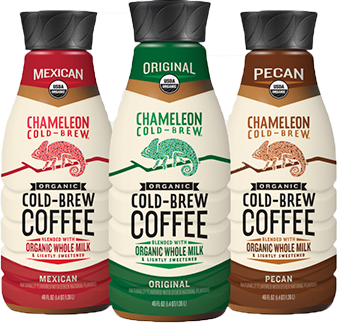 MEXICAN
USDA
ORGANIC
CHAMELEON
COLD-BREW
ORGANIC
COLD-BREW
COFFEE
BLENDED WITH
ORGANIC WHOLE MILK
& LIGHTLY SWEETENED
MEXICAN
ORIGINAL
USDA
ORGANIC
CHAMELEON
COLD-BREW
ORGANIC
COLD-BREW
COFFEE
BLENDED WITH
ORGANIC WHOLE MILK
& LIGHTLY SWEETENED
ORIGINAL
PECAN
USDA
ORGANIC
CHAMELEON
COLD-BREW
ORGANIC
COLD-BREW
COFFEE
BLENDED WITH
ORGANIC WHOLE MILK
& LIGHTLY SWEETENED
PECAN